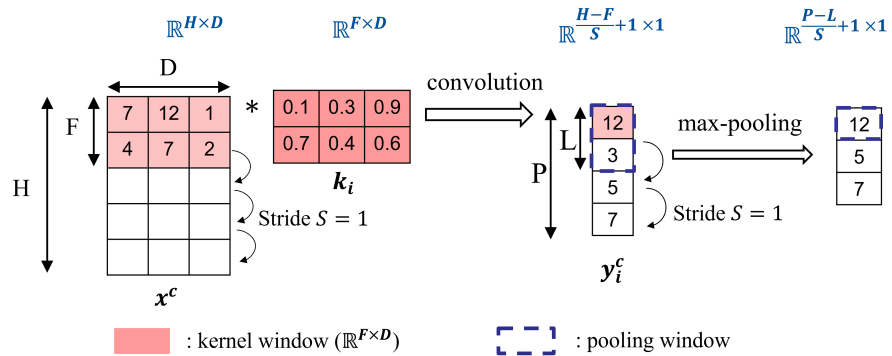 ℝ^{H×D} ℝ^{F×D} ℝ^{\frac{H−F}{S}+1×1} ℝ^{\frac{P−L}{S}+1×1}
D
H F 7 12 1 * 0.1 0.3 0.9 convolution
4 7 2 0.7 0.4 0.6
k_i
Stride S = 1
x^c
P L 12 max-pooling 12
3 5
5 7
7 Stride S = 1
y_i^c
: kernel window (ℝ^{F×D}) : pooling window